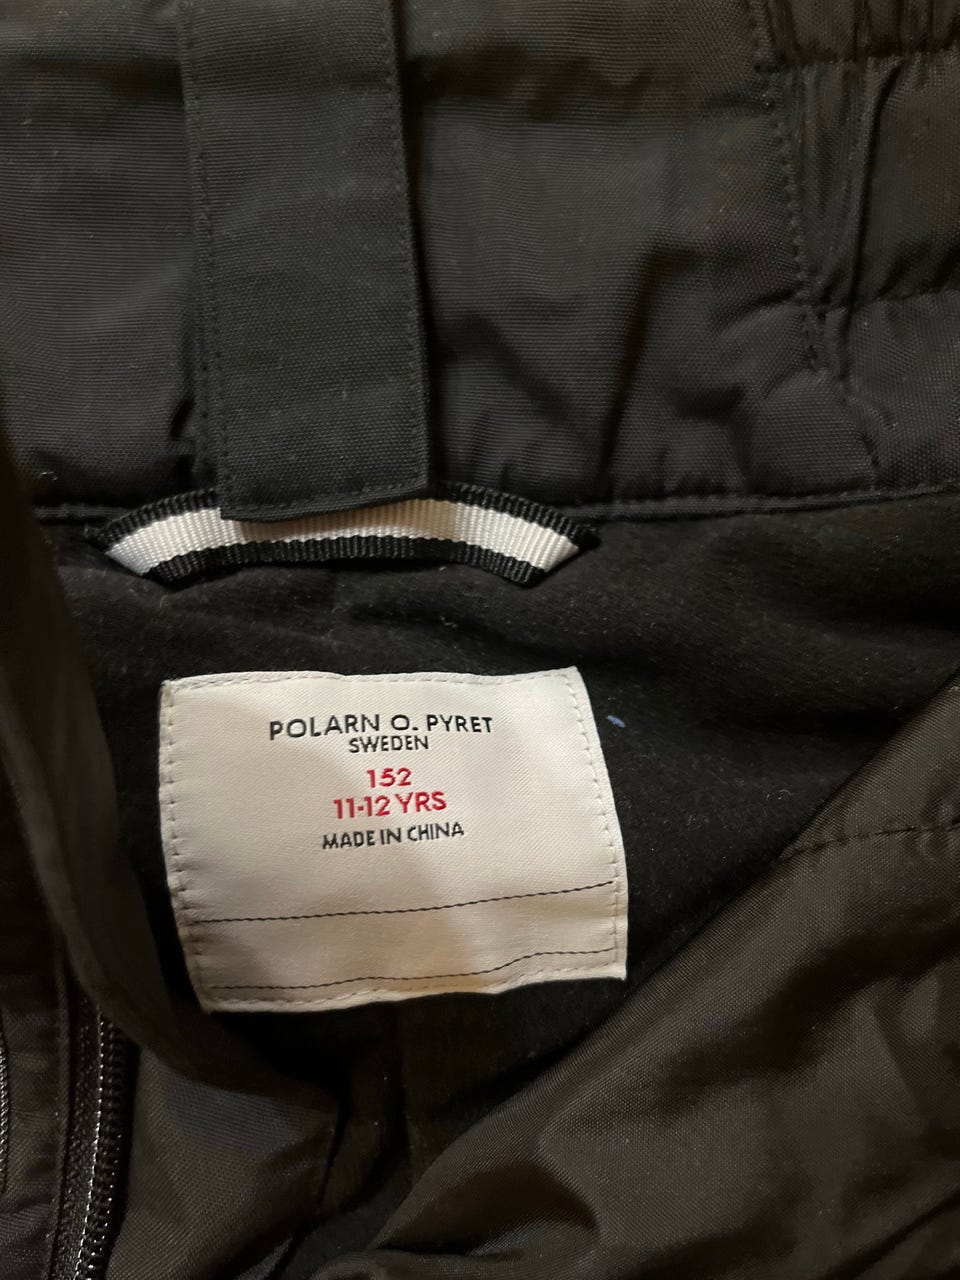 POLARN O. PYRET
SWEDEN
152
11-12 YRS
MADE IN CHINA